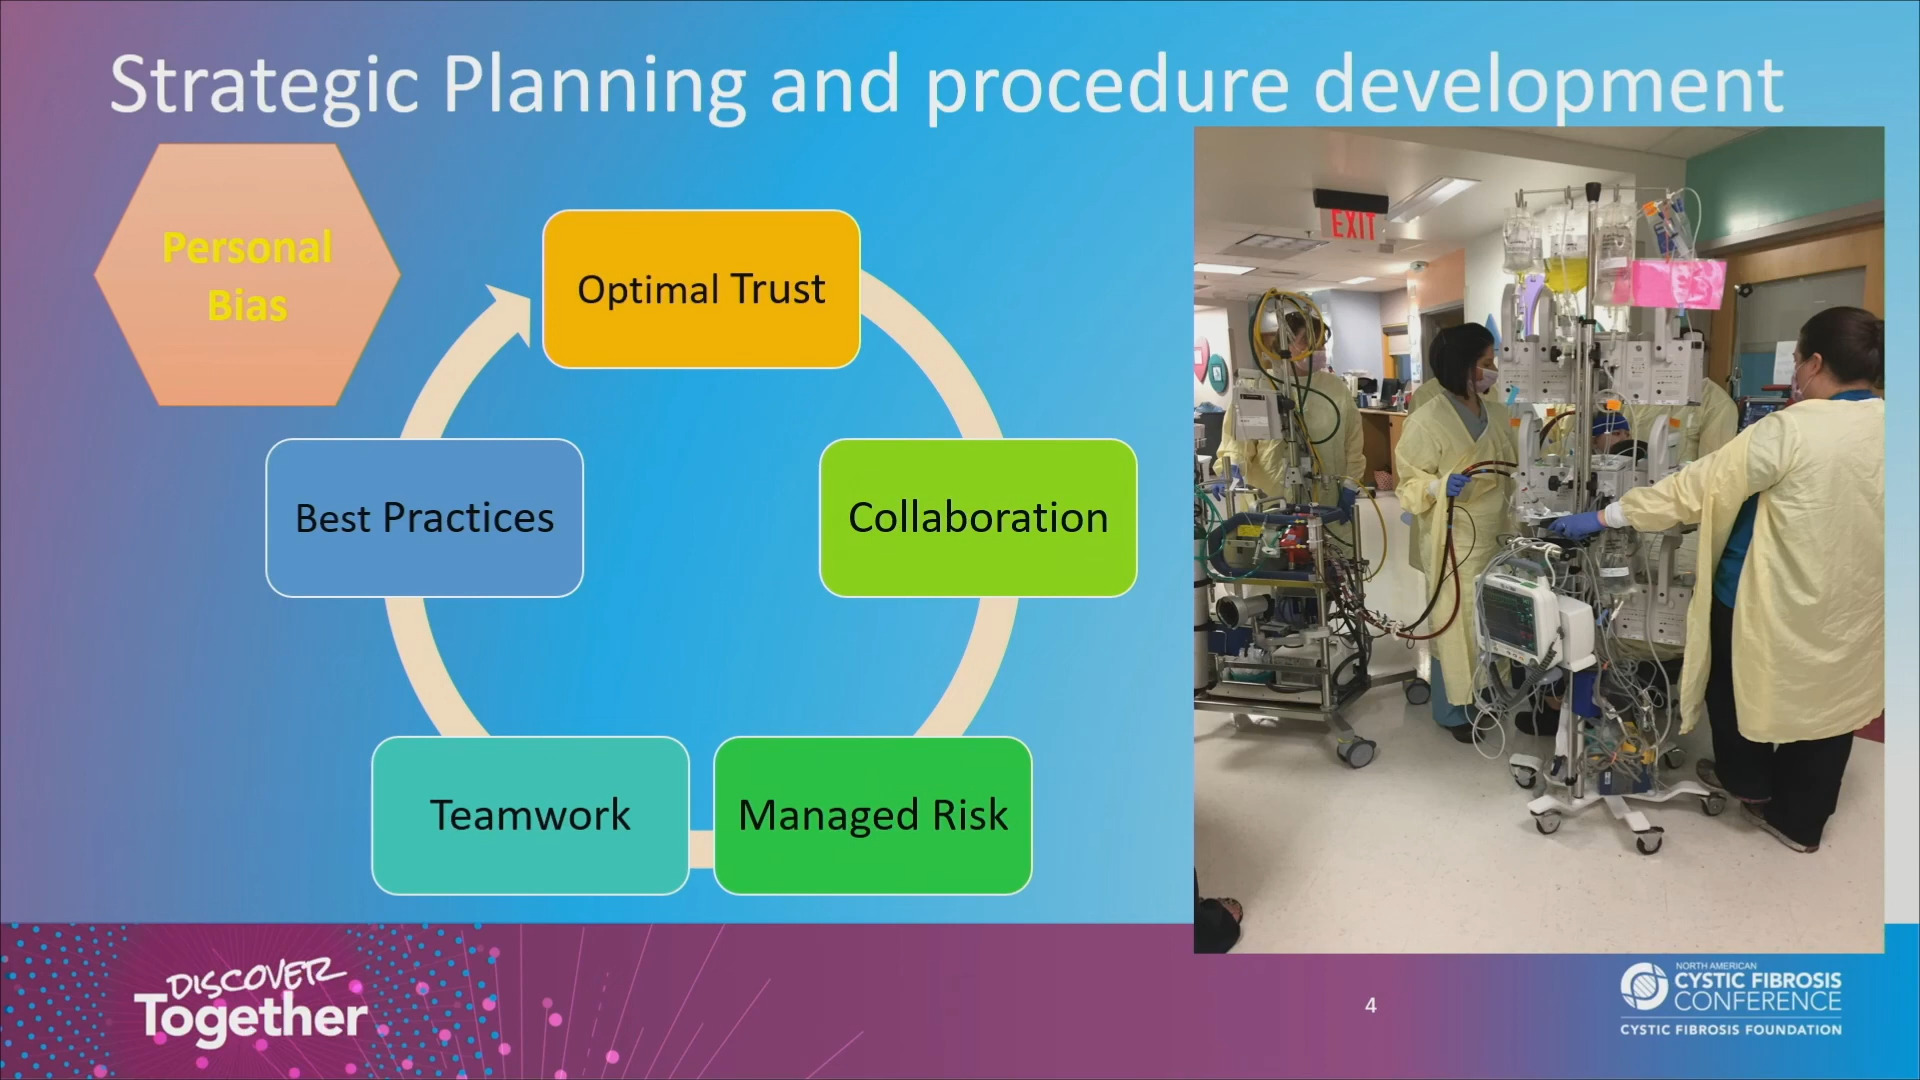 Strategic Planning and procedure development
Personal
Bias
Optimal Trust
Best Practices
Collaboration
Teamwork
Managed Risk
EXIT
DISCOVER
Together
4
NORTH AMERICAN
CYSTIC FIBROSIS
CONFERENCE
CYSTIC FIBROSIS FOUNDATION